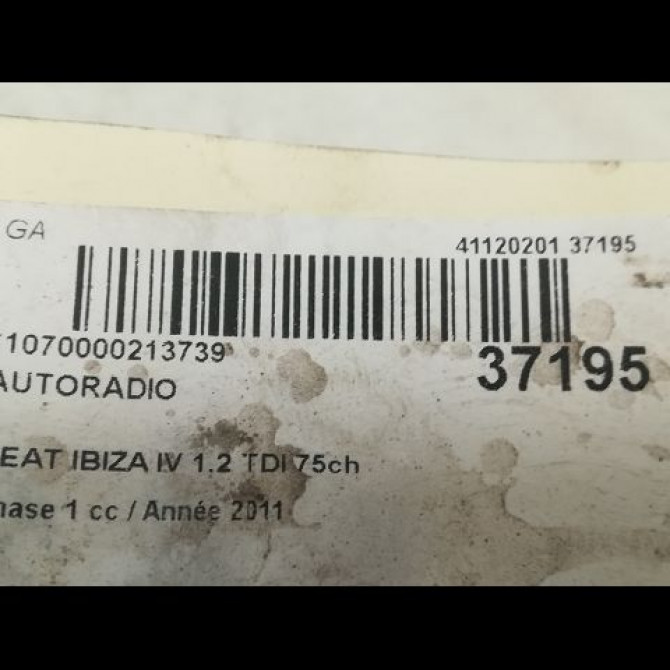 GA
41120201 37195
1070000213739
37195
AUTORADIO
EAT IBIZA IV 1.2 TDI 75ch
hase 1 cc / Année 2011